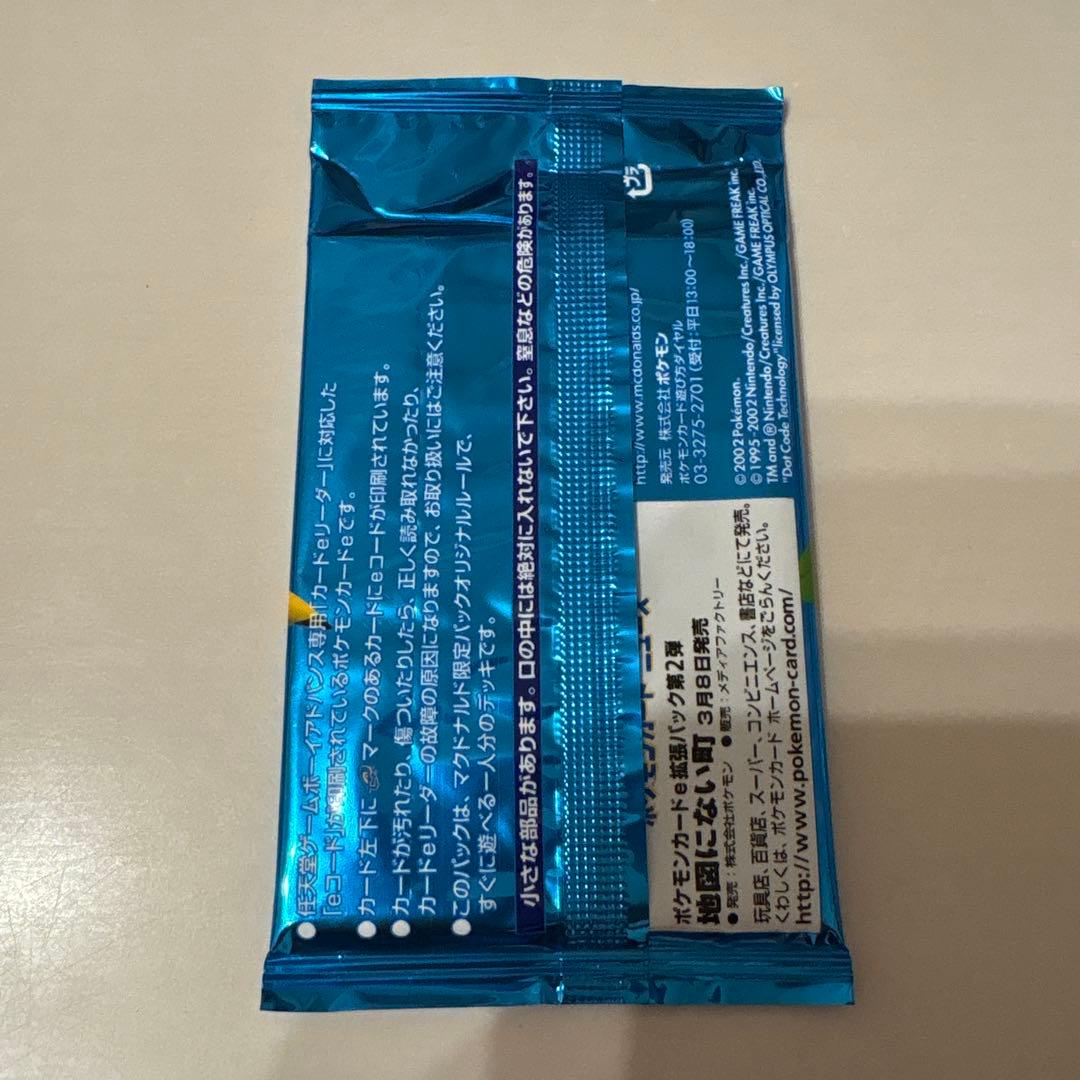 ●任天堂ゲームボーイアドバンス専用「カードeリーダー」に対応した
「eコード」が印刷されているポケモンカードeです。
●カード左下に マークのあるカードにeコードが印刷されています。
●カードが汚れたり、傷ついたりしたら、正しく読み取れなかったり、
カードeリーダーの故障の原因になりますので、お取り扱いにはご注意ください。
●このパックは、マクドナルド限定パックオリジナルルールで、
すぐに遊べる一人分のデッキです。
小さな部品があります。口の中には絶対に入れないで下さい。窒息などの危険があります。
ポケモンカードニュース
ポケモンカードe拡張パック第2弾
地図にない町 3月8日発売
●発売:株式会社ポケモン ●販売:メディアファクトリー
玩具店、百貨店、スーパー、コンビニエンス、書店などにて発売。
くわしくは、ポケモンカード ホームページをごらんください。
http://www.pokemon-card.com/
プラ
http://www.mcdonalds.co.jp/
発売元 株式会社ポケモン
ポケモンカード遊び方ダイヤル
03-3275-2701(受付:平日13:00〜18:00)
©2002 Pokémon.
©1995-2002 Nintendo/Creatures Inc./GAME FREAK inc.
TM and ® Nintendo/Creatures Inc./GAME FREAK inc.
"Dot Code Technology" licensed by OLYMPUS OPTICAL CO.,LTD.